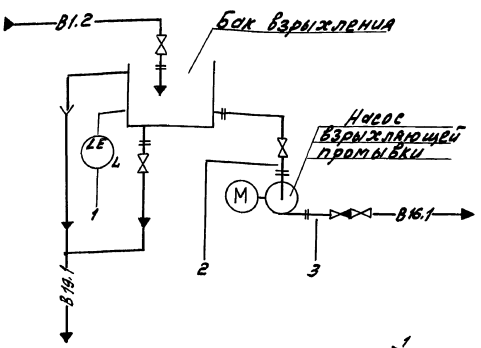 В1.2
Бак взрыхления
Насос
взрыхляющей
промывки
LE
L
М
1
2
3
В16.1
В19.1
1